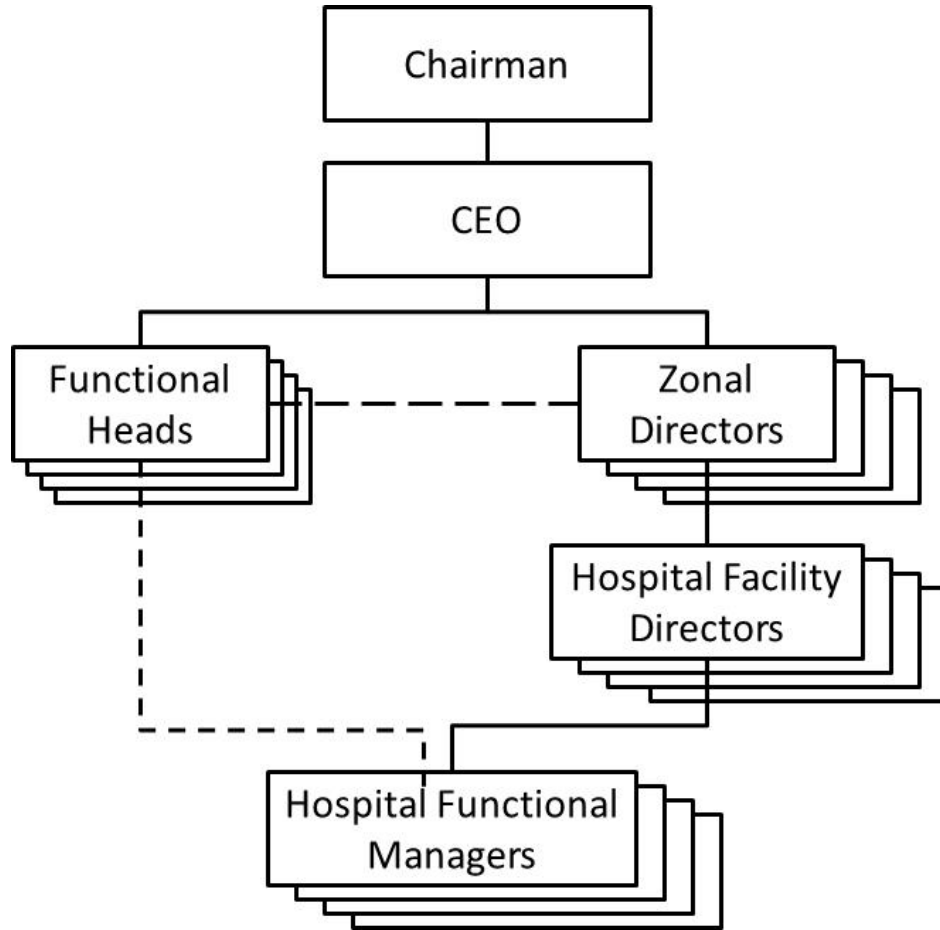 Chairman
CEO
Functional
Heads
Zonal
Directors
Hospital Facility
Directors
Hospital Functional
Managers